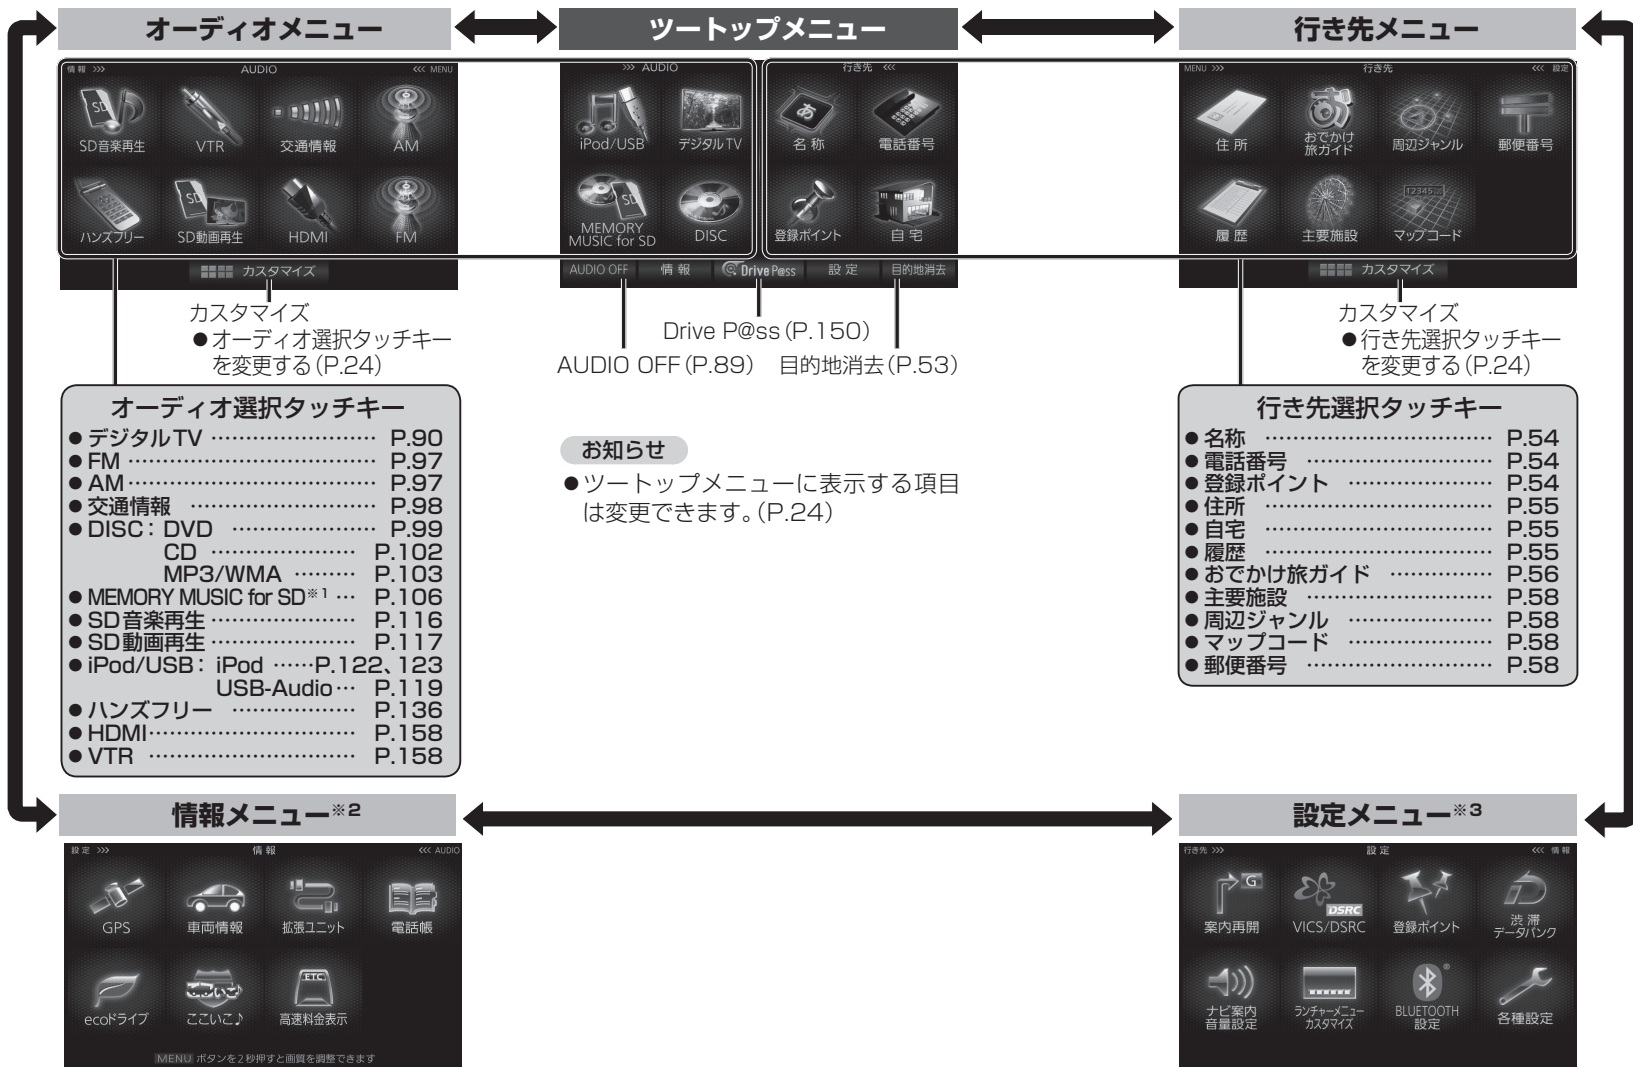 オーディオメニュー
ツートップメニュー
行き先メニュー
情報 >>>
AUDIO
<<< MENU
SD音楽再生
VTR
交通情報
AM
ハンズフリー
SD動画再生
HDMI
FM
カスタマイズ
>>> AUDIO
行き先 <<<
iPod/USB
デジタルTV
名称
電話番号
MEMORY
MUSIC for SD
DISC
登録ポイント
自宅
AUDIO OFF
情報
Drive P@ss
設定
目的地消去
MENU >>>
行き先
<<< 設定
住所
おでかけ
旅ガイド
周辺ジャンル
郵便番号
履歴
主要施設
マップコード
カスタマイズ
カスタマイズ
●オーディオ選択タッチキー
を変更する(P.24)
Drive P@ss(P.150)
AUDIO OFF(P.89) 目的地消去(P.53)
カスタマイズ
●行き先選択タッチキー
を変更する(P.24)
オーディオ選択タッチキー
●デジタルTV …………………… P.90
●FM ………………………… P.97
●AM ………………………… P.97
●交通情報 …………………… P.98
●DISC: DVD ……………… P.99
CD ………………… P.102
MP3/WMA ……… P.103
●MEMORY MUSIC for SD※1 … P.106
●SD音楽再生 ………………… P.116
●SD動画再生 ………………… P.117
●iPod/USB: iPod ……P.122、123
USB-Audio… P.119
●ハンズフリー ……………… P.136
●HDMI ……………………… P.158
●VTR ……………………… P.158
お知らせ
●ツートップメニューに表示する項目
は変更できます。(P.24)
行き先選択タッチキー
●名称 …………………………… P.54
●電話番号 ……………………… P.54
●登録ポイント ………………… P.54
●住所 …………………………… P.55
●自宅 …………………………… P.55
●履歴 …………………………… P.55
●おでかけ旅ガイド …………… P.56
●主要施設 ……………………… P.58
●周辺ジャンル ………………… P.58
●マップコード ………………… P.58
●郵便番号 ……………………… P.58
情報メニュー※2
設定メニュー※3
設定 >>>
情報
<<< AUDIO
GPS
車両情報
拡張ユニット
電話帳
ecoドライブ
ここいこ♪
ETC
高速料金表示
MENU ボタンを2秒押すと画質を調整できます
行き先 >>>
設定
<<< 情報
G
DSRC
案内再開
VICS/DSRC
登録ポイント
渋滞
データバンク
ナビ案内
音量設定
ランチャーメニュー
カスタマイズ
BLUETOOTH®
設定
各種設定